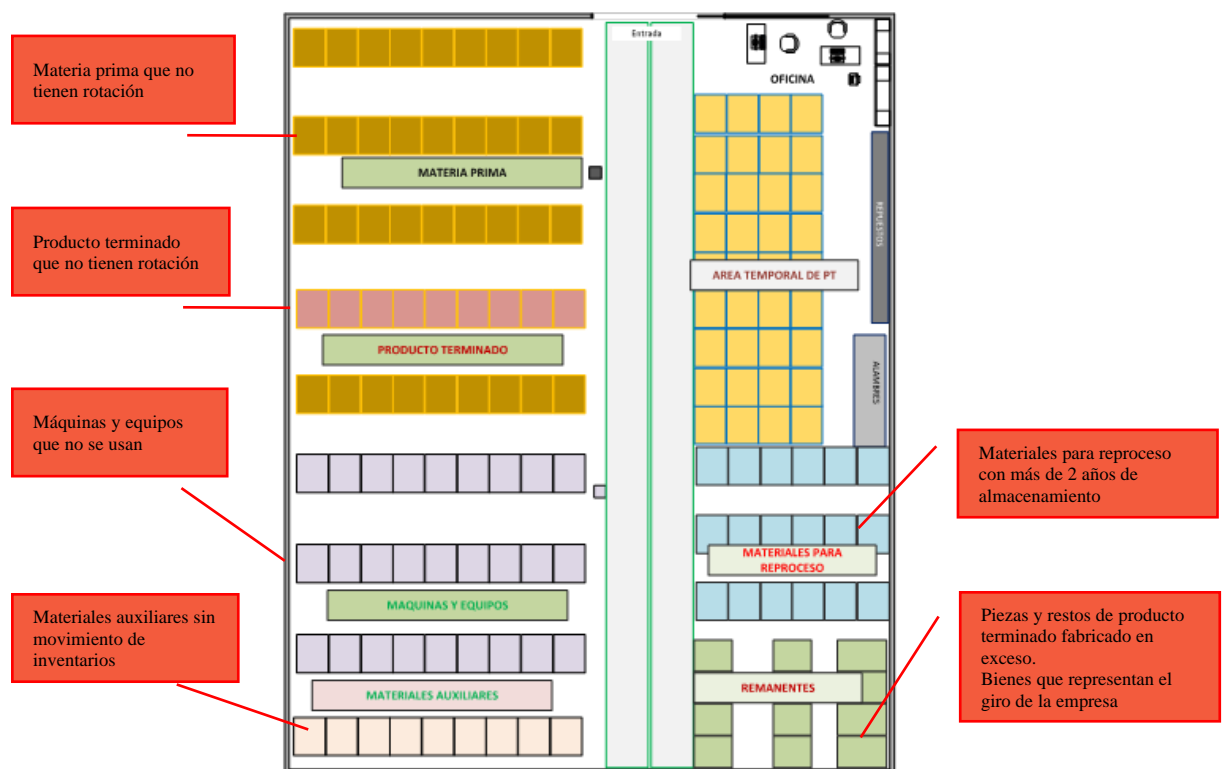 Materia prima que no
tienen rotación
Producto terminado
que no tienen rotación
Máquinas y equipos
que no se usan
Materiales auxiliares sin
movimiento de
inventarios
Entrada
OFICINA
MATERIA PRIMA
REPUESTOS
AREA TEMPORAL DE PT
PRODUCTO TERMINADO
ALAMBRES
MATERIALES PARA
REPROCESO
MAQUINAS Y EQUIPOS
MATERIALES AUXILIARES
REMANENTES
Materiales para reproceso
con más de 2 años de
almacenamiento
Piezas y restos de producto
terminado fabricado en
exceso.
Bienes que representan el
giro de la empresa